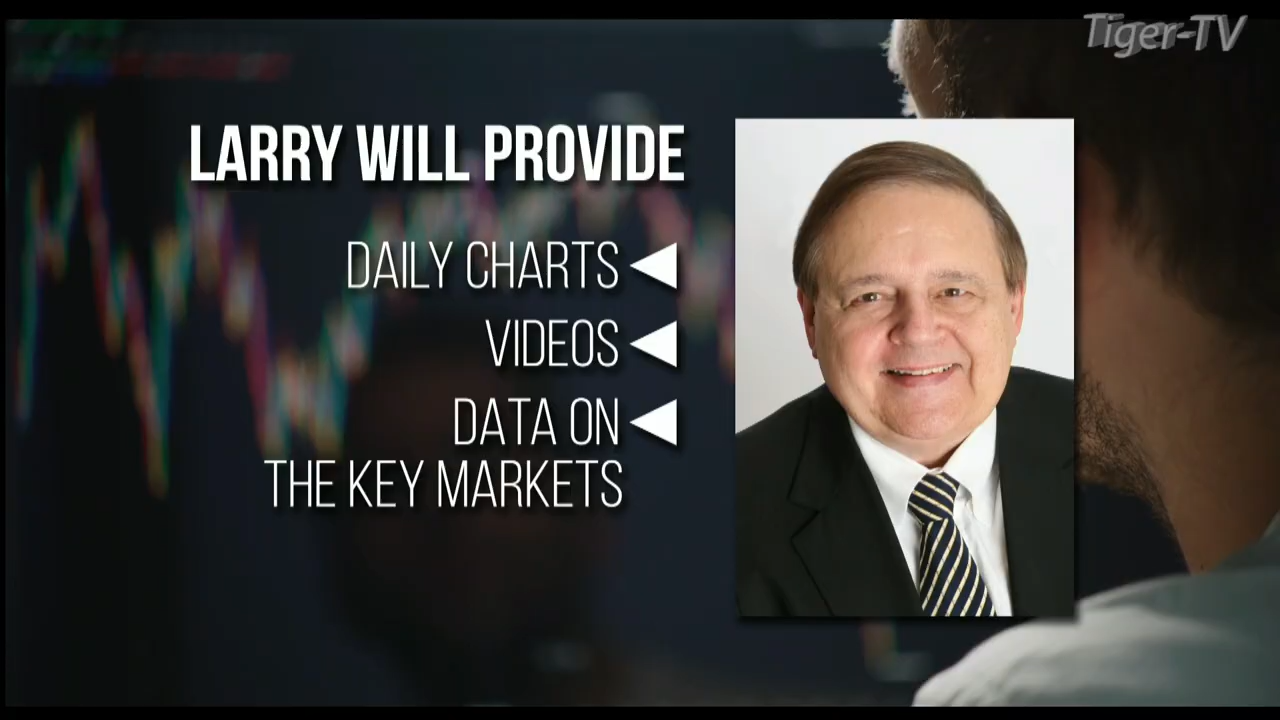 Tiger-TV
LARRY WILL PROVIDE
DAILY CHARTS
VIDEOS
DATA ON
THE KEY MARKETS